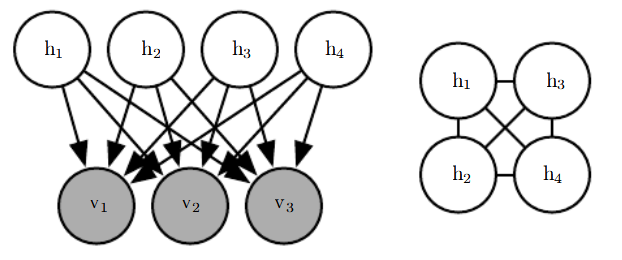 h₁ h₂ h₃ h₄
v₁ v₂ v₃
h₁ h₃
h₂ h₄